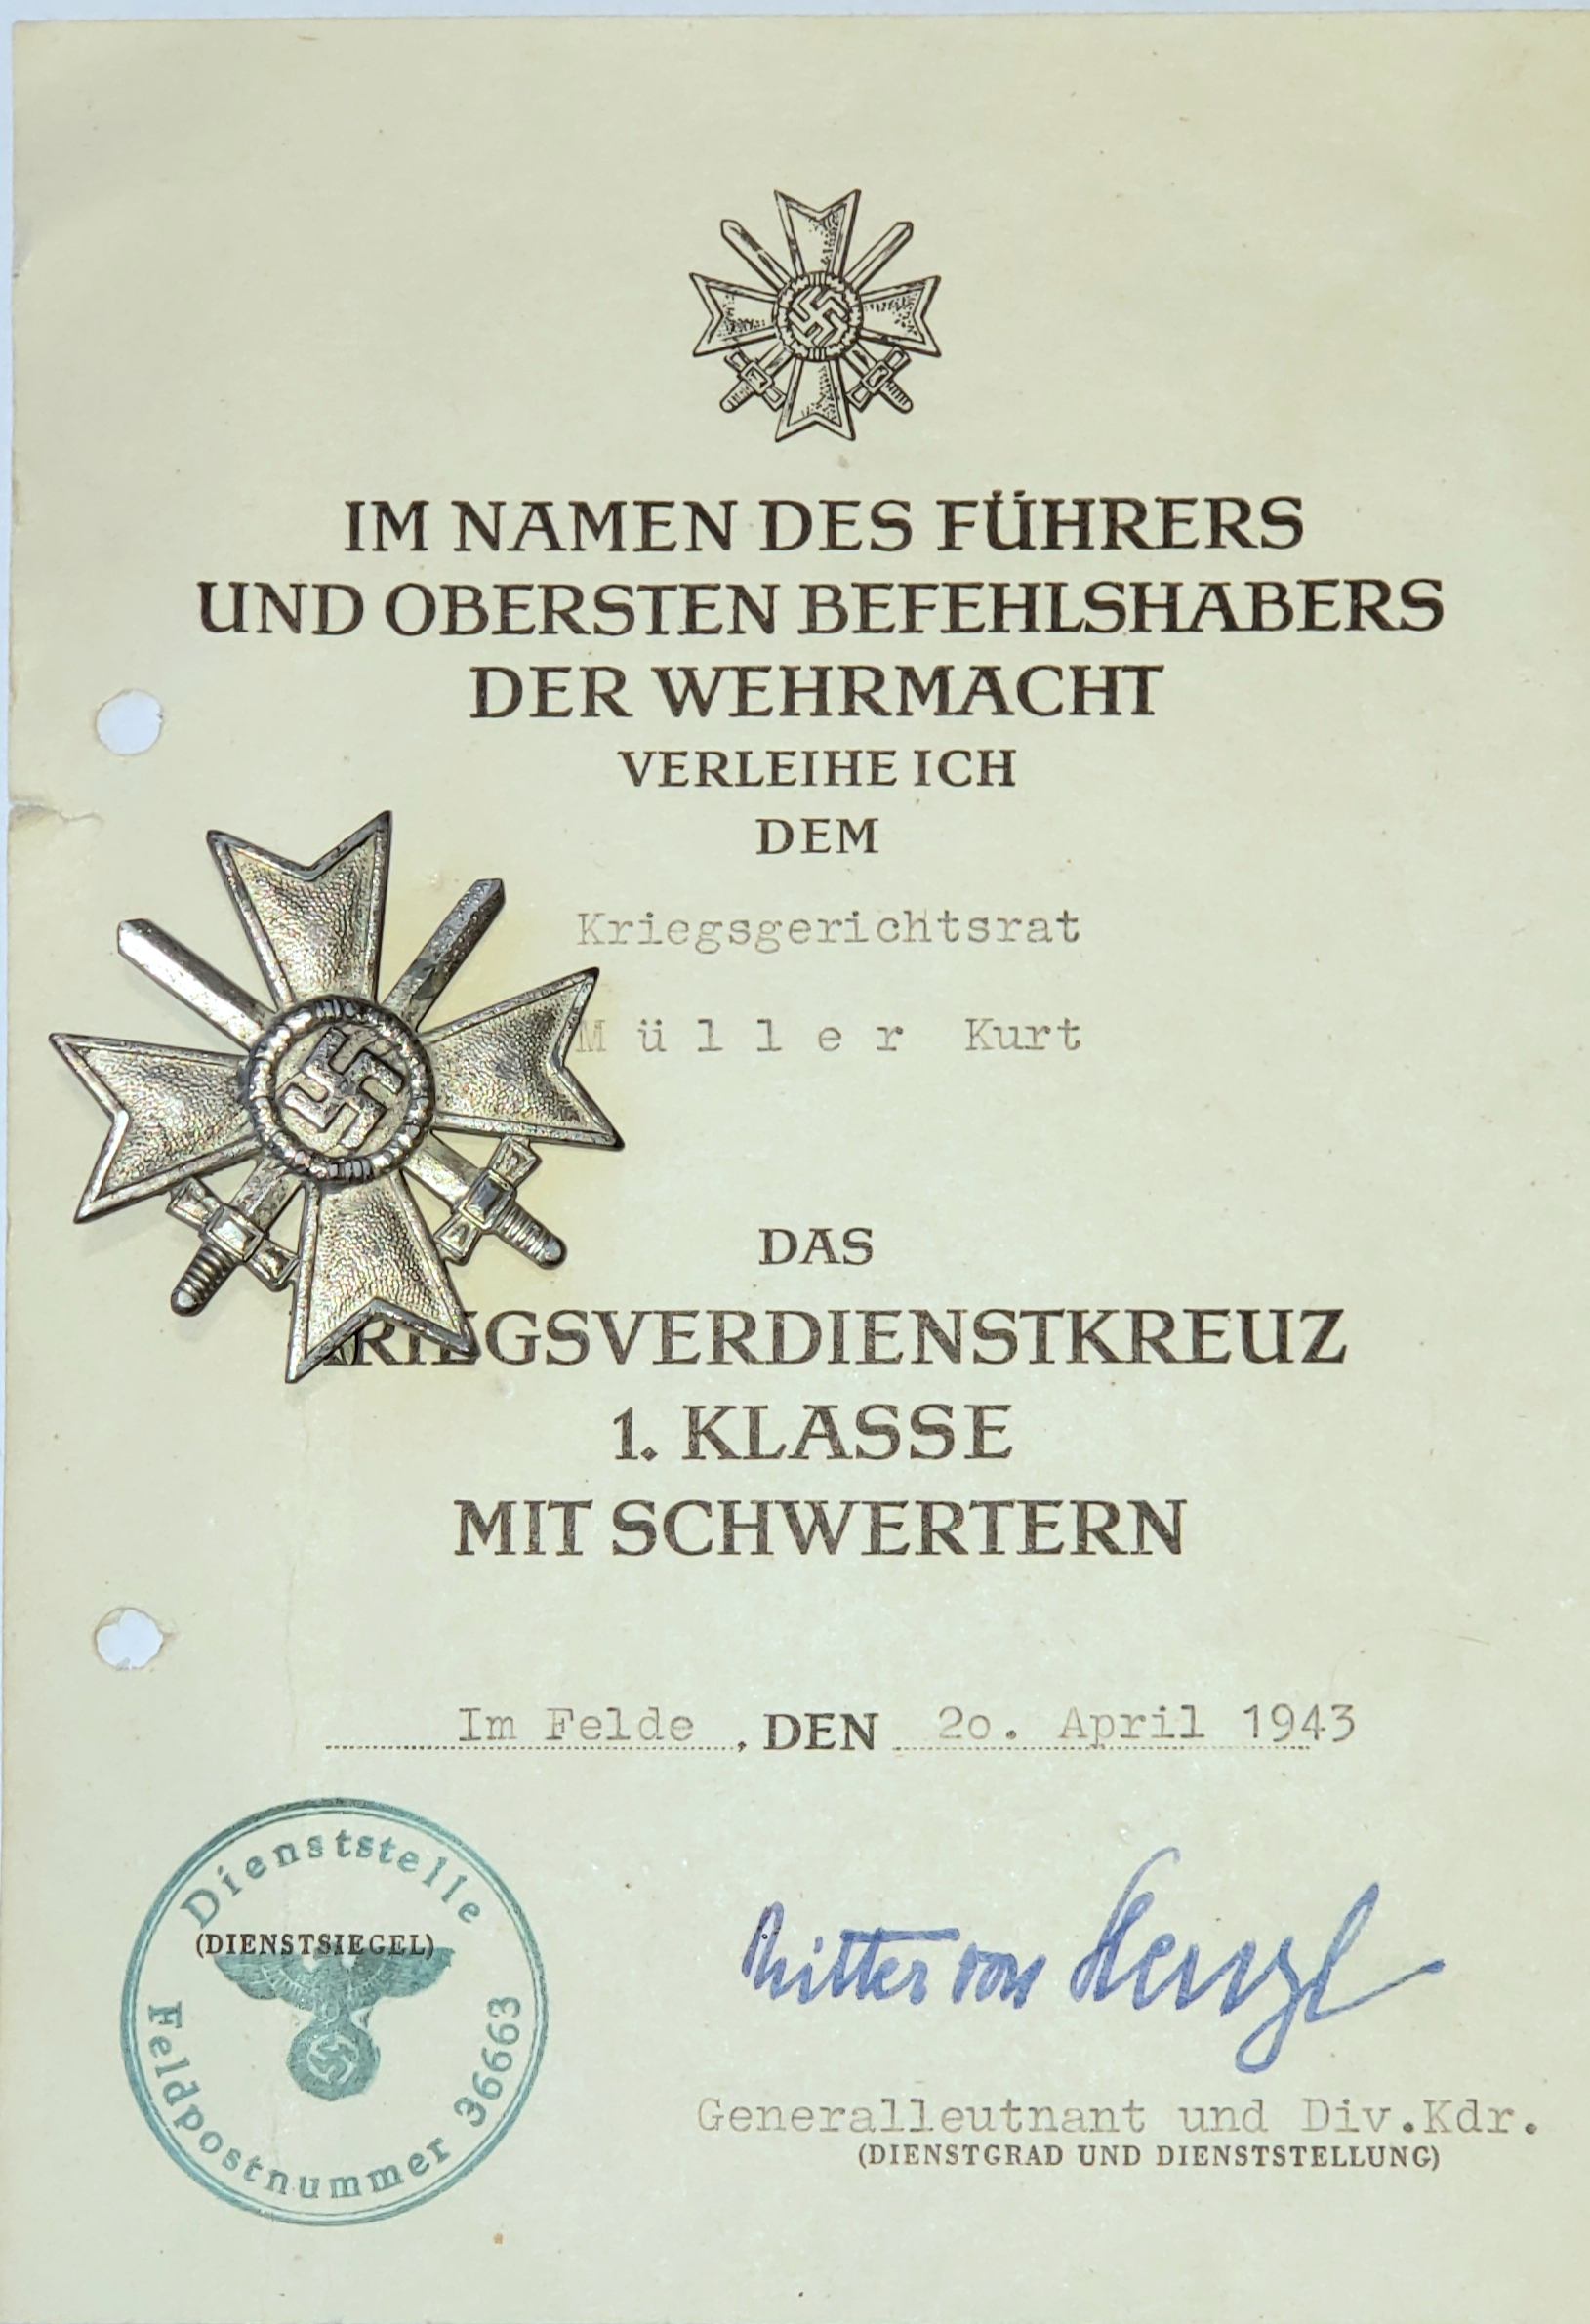 IM NAMEN DES FÜHRERS
UND OBERSTEN BEFEHLSHABERS
DER WEHRMACHT
VERLEIHE ICH
DEM
Kriegsgerichtsrat
Müller Kurt
DAS
KRIEGSVERDIENSTKREUZ
1. KLASSE
MIT SCHWERTERN
Im Felde, DEN 2o. April 1943
Dienststelle
(DIENSTSIEGEL)
Feldpostnummer 36663
Ritter von Hengl
Generalleutnant und Div.Kdr.
(DIENSTGRAD UND DIENSTSTELLUNG)